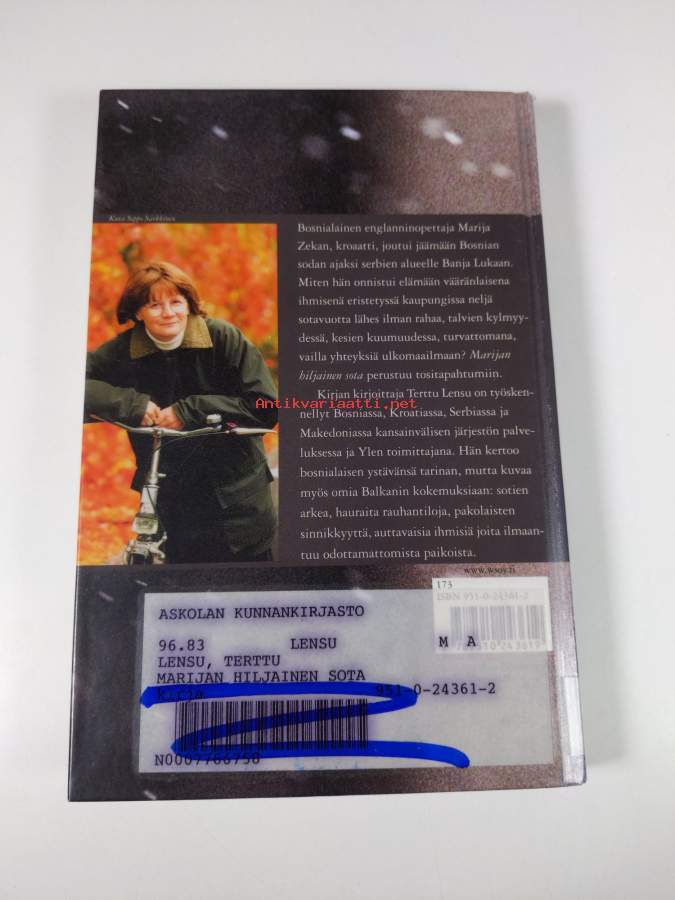 Kuva Seppo Sarkkinen
Bosnialainen englanninopettaja Marija
Zekan, kroaatti, joutui jäämään Bosnian
sodan ajaksi serbien alueelle Banja Lukaan.
Miten hän onnistui elämään vääränlaisena
ihmisenä eristetyssä kaupungissa neljä
sotavuotta lähes ilman rahaa, talvien kylmyy-
dessä, kesien kuumuudessa, turvattomana,
vailla yhteyksiä ulkomaailmaan? Marijan
hiljainen sota perustuu tositapahtumiin.
Kirjan kirjoittaja Terttu Lensu on työsken-
nellyt Bosniassa, Kroatiassa, Serbiassa ja
Makedoniassa kansainvälisen järjestön palve-
luksessa ja Ylen toimittajana. Hän kertoo
bosnialaisen ystävänsä tarinan, mutta kuvaa
myös omia Balkanin kokemuksiaan: sotien
arkea, hauraita rauhantiloja, pakolaisten
sinnikkyyttä, auttavaisia ihmisiä joita ilmaan-
tuu odottamattomista paikoista.
Antikvariaatti.net
www.wsoy.fi
173
ISBN 951-0-24361-2
M A
ASKOLAN KUNNANKIRJASTO
96.83 LENSU
LENSU, TERTTU
MARIJAN HILJAINEN SOTA
Kirja 951-0-24361-2
N0007766758